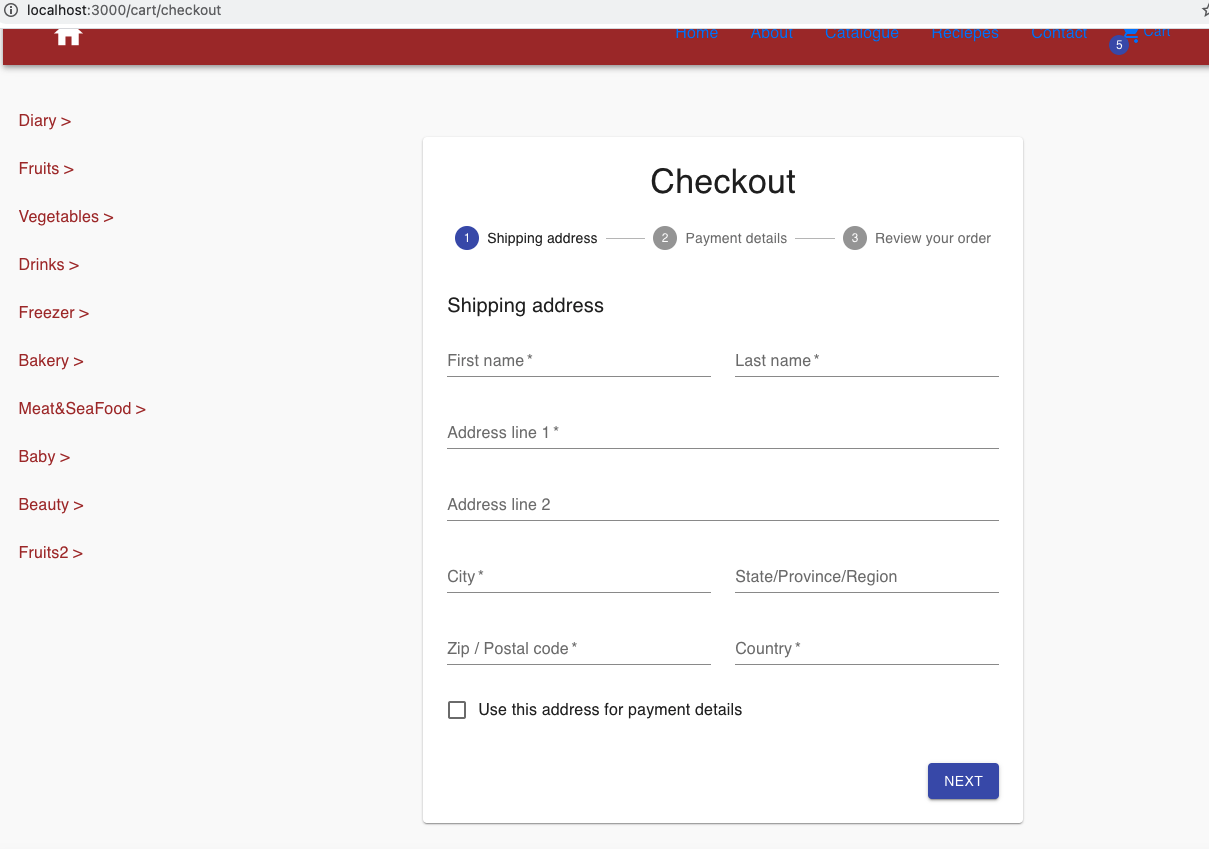 localhost:3000/cart/checkout
Home About Catalogue Reciepes Contact 5 Cart
Diary >
Fruits >
Vegetables >
Drinks >
Freezer >
Bakery >
Meat&SeaFood >
Baby >
Beauty >
Fruits2 >
Checkout
1 Shipping address 2 Payment details 3 Review your order
Shipping address
First name * Last name *
Address line 1 *
Address line 2
City * State/Province/Region
Zip / Postal code * Country *
Use this address for payment details
NEXT